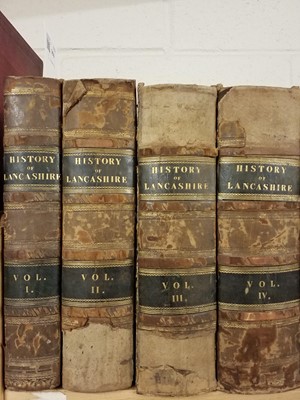 HISTORY
OF
LANCASHIRE
VOL.
I.
HISTORY
OF
LANCASHIRE
VOL.
II.
HISTORY
OF
LANCASHIRE
VOL.
III.
HISTORY
OF
LANCASHIRE
VOL.
IV.